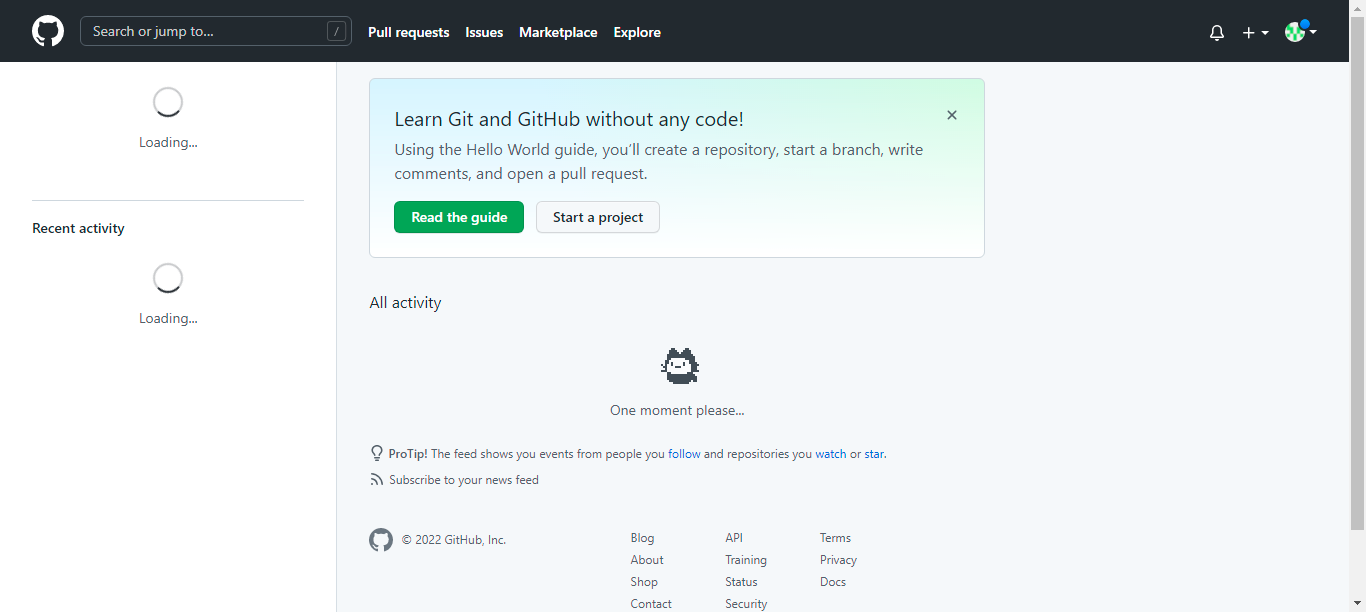 Search or jump to...
/
Pull requests
Issues
Marketplace
Explore
Loading...
Recent activity
Loading...
Learn Git and GitHub without any code!
Using the Hello World guide, you’ll create a repository, start a branch, write
comments, and open a pull request.
Read the guide
Start a project
All activity
One moment please...
ProTip! The feed shows you events from people you follow and repositories you watch or star.
Subscribe to your news feed
© 2022 GitHub, Inc.
Blog
About
Shop
Contact
API
Training
Status
Security
Terms
Privacy
Docs